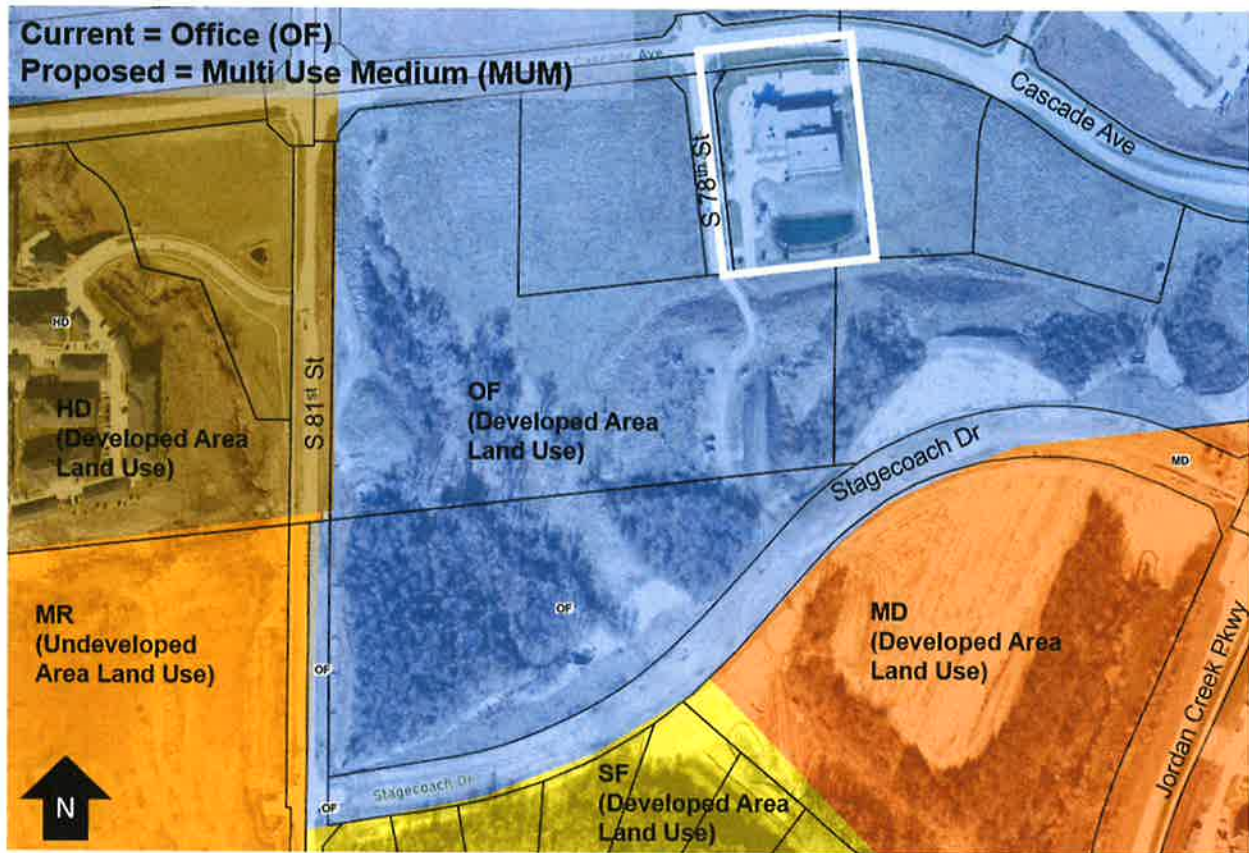 Current = Office (OF)
Proposed = Multi Use Medium (MUM)
Ave
Cascade Ave
S 78th St
S 81st St
HD
HD
(Developed Area
Land Use)
OF
(Developed Area
Land Use)
Stagecoach Dr
MD
MR
(Undeveloped
Area Land Use)
OF
OF
MD
(Developed Area
Land Use)
Jordan Creek Pkwy
SF
(Developed Area
Land Use)
Stagecoach Dr
OF
N